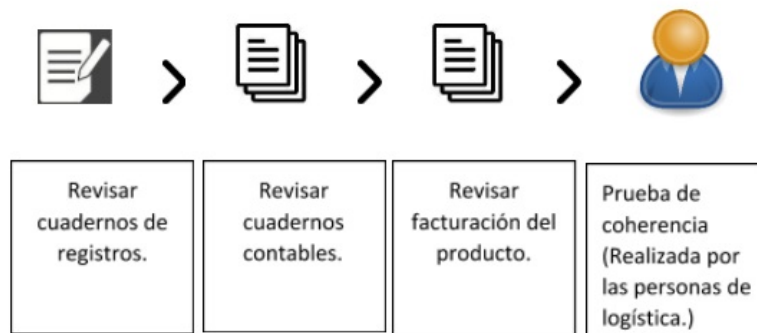 Revisar
cuadernos de
registros.
Revisar
cuadernos
contables.
Revisar
facturación del
producto.
Prueba de
coherencia
(Realizada por
las personas de
logística.)